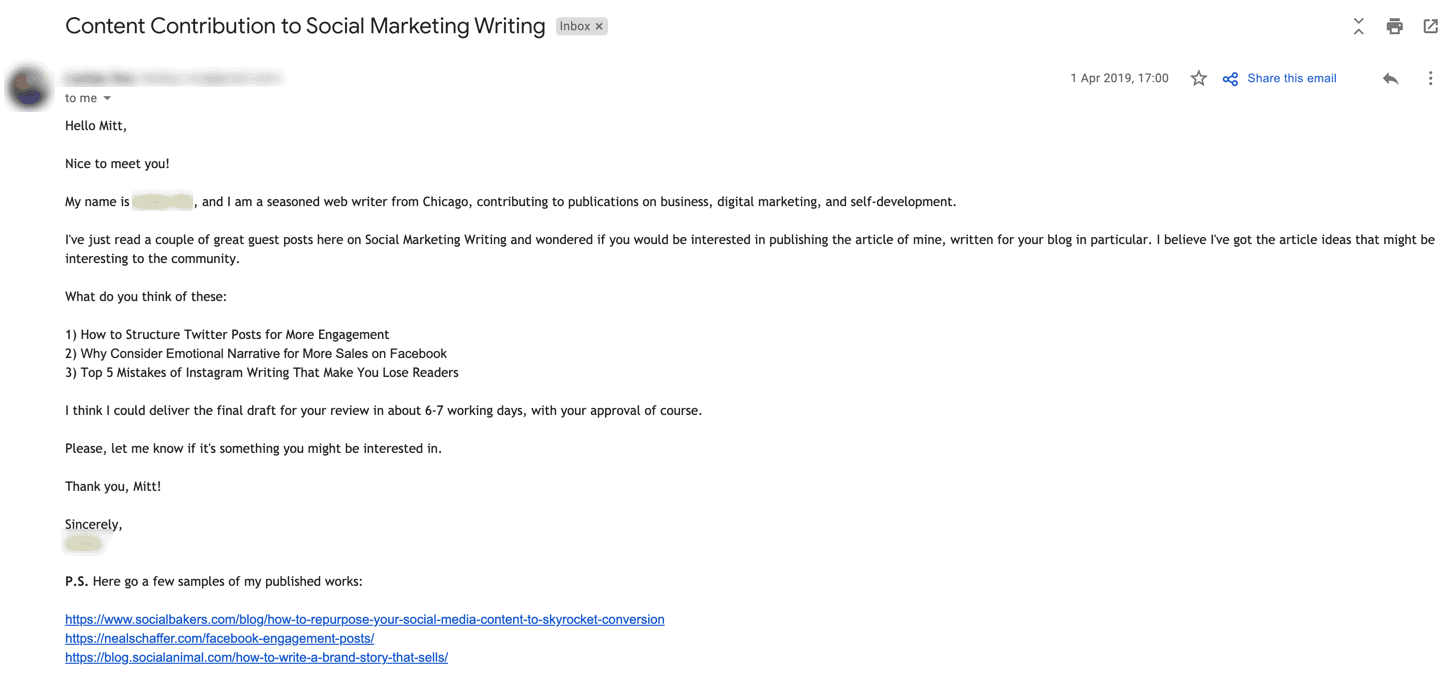 Content Contribution to Social Marketing Writing Inbox ×
1 Apr 2019, 17:00 Share this email
to me
Hello Mitt,
Nice to meet you!
My name is , and I am a seasoned web writer from Chicago, contributing to publications on business, digital marketing, and self-development.
I've just read a couple of great guest posts here on Social Marketing Writing and wondered if you would be interested in publishing the article of mine, written for your blog in particular. I believe I've got the article ideas that might be
interesting to the community.
What do you think of these:
1) How to Structure Twitter Posts for More Engagement
2) Why Consider Emotional Narrative for More Sales on Facebook
3) Top 5 Mistakes of Instagram Writing That Make You Lose Readers
I think I could deliver the final draft for your review in about 6-7 working days, with your approval of course.
Please, let me know if it's something you might be interested in.
Thank you, Mitt!
Sincerely,
P.S. Here go a few samples of my published works:
https://www.socialbakers.com/blog/how-to-repurpose-your-social-media-content-to-skyrocket-conversion
https://nealschaffer.com/facebook-engagement-posts/
https://blog.socialanimal.com/how-to-write-a-brand-story-that-sells/